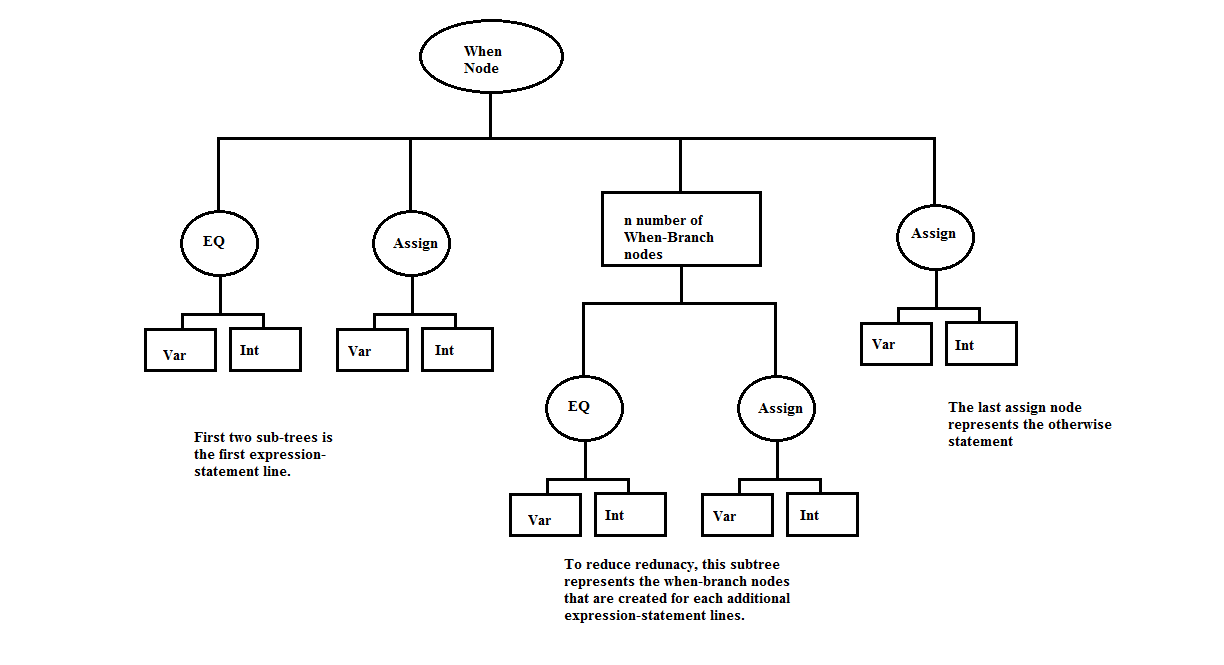 When
Node
EQ
Assign
n number of
When-Branch
nodes
Assign
Var
Int
Var
Int
Var
Int
EQ
Assign
Var
Int
Var
Int
First two sub-trees is
the first expression-
statement line.
The last assign node
represents the otherwise
statement
To reduce redunacy, this subtree
represents the when-branch nodes
that are created for each additional
expression-statement lines.